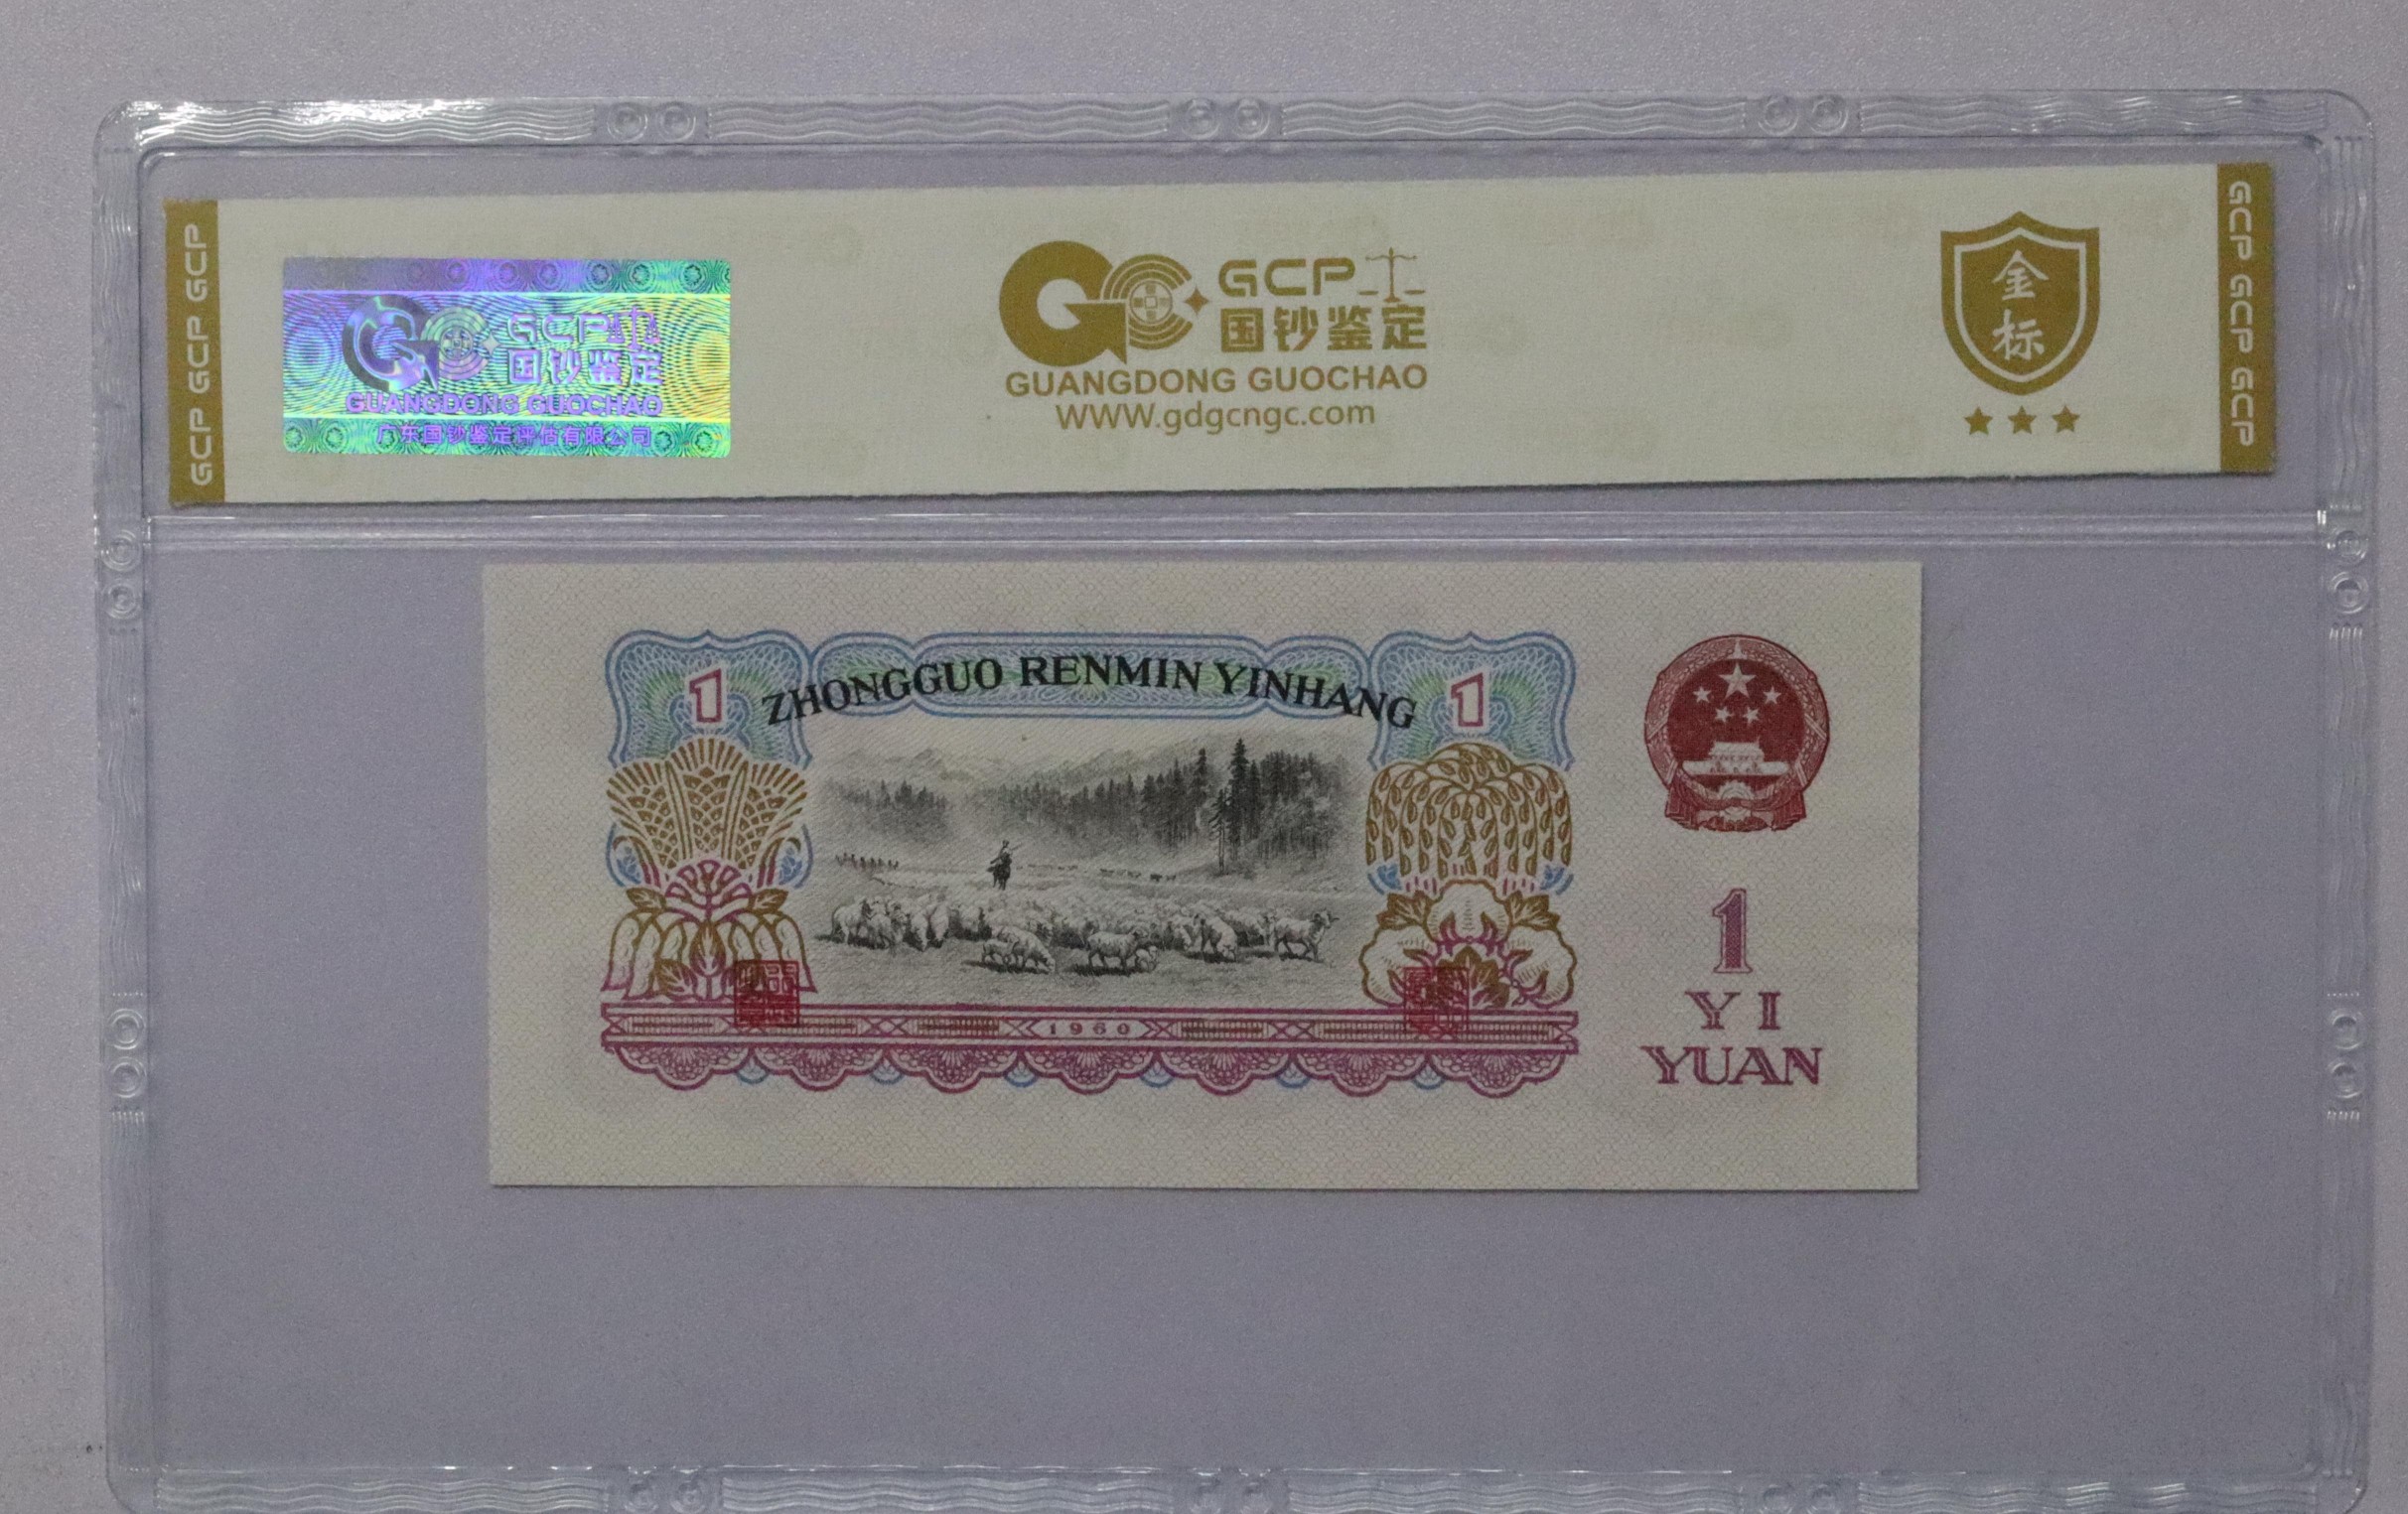 GCP GCP GCP
GCP
国钞鉴定
GUANGDONG GUOCHAO
广东国钞鉴定评估有限公司
GCP
国钞鉴定
GUANGDONG GUOCHAO
WWW.gdgcngc.com
金标
GCP GCP GCP
1
ZHONGGUO RENMIN YINHANG
1
1960
1
YI
YUAN